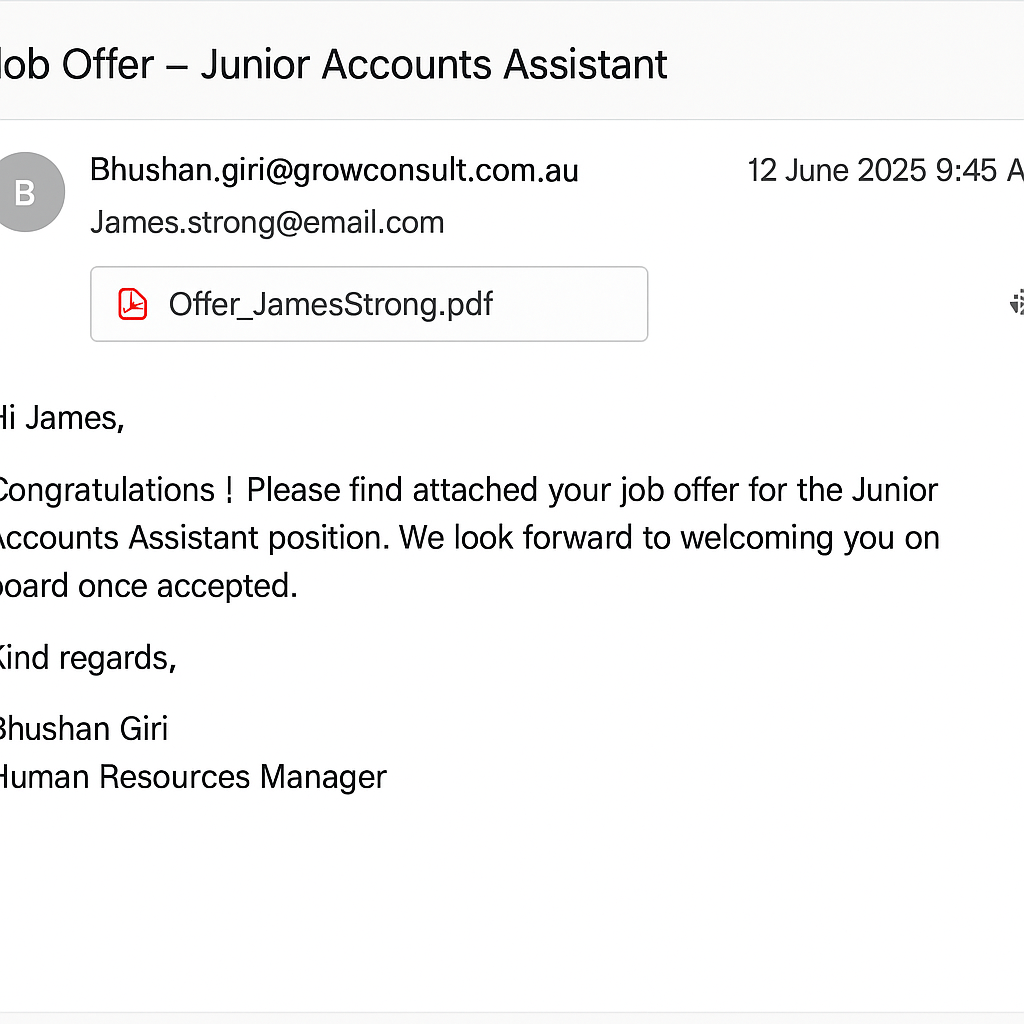 Job Offer – Junior Accounts Assistant
B
Bhushan.giri@growconsult.com.au
12 June 2025 9:45 A
James.strong@email.com
Offer_JamesStrong.pdf
Hi James,
Congratulations ! Please find attached your job offer for the Junior
Accounts Assistant position. We look forward to welcoming you on
board once accepted.
Kind regards,
Bhushan Giri
Human Resources Manager